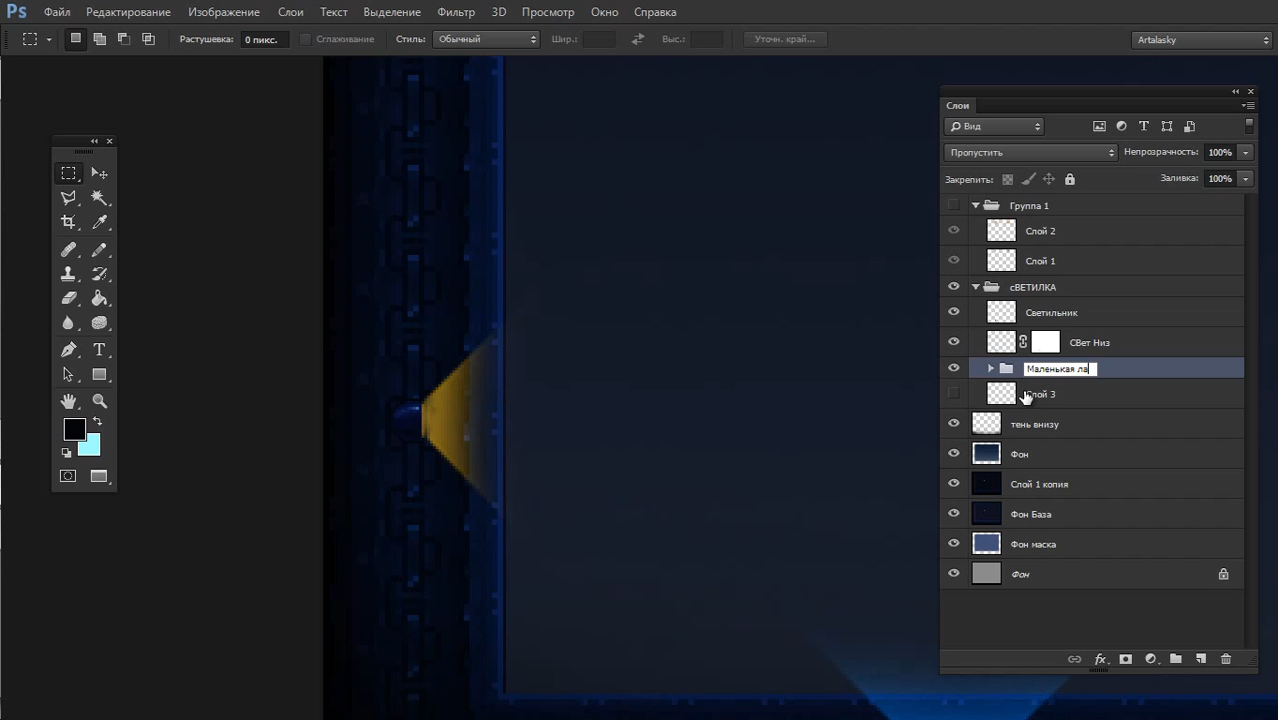 Ps Файл Редактирование Изображение Слои Текст Выделение Фильтр 3D Просмотр Окно Справка
Растушевка: 0 пикс. Сглаживание Стиль: Обычный Шир.: Выс.: Уточн. край... Artalasky
Слои
Вид
Пропустить Непрозрачность: 100%
Закрепить: Заливка: 100%
Группа 1
Слой 2
Слой 1
сВЕТИЛКА
Светильник
СВет Низ
Маленькая ла
Слой 3
тень внизу
Фон
Слой 1 копия
Фон База
Фон маска
Фон
fx